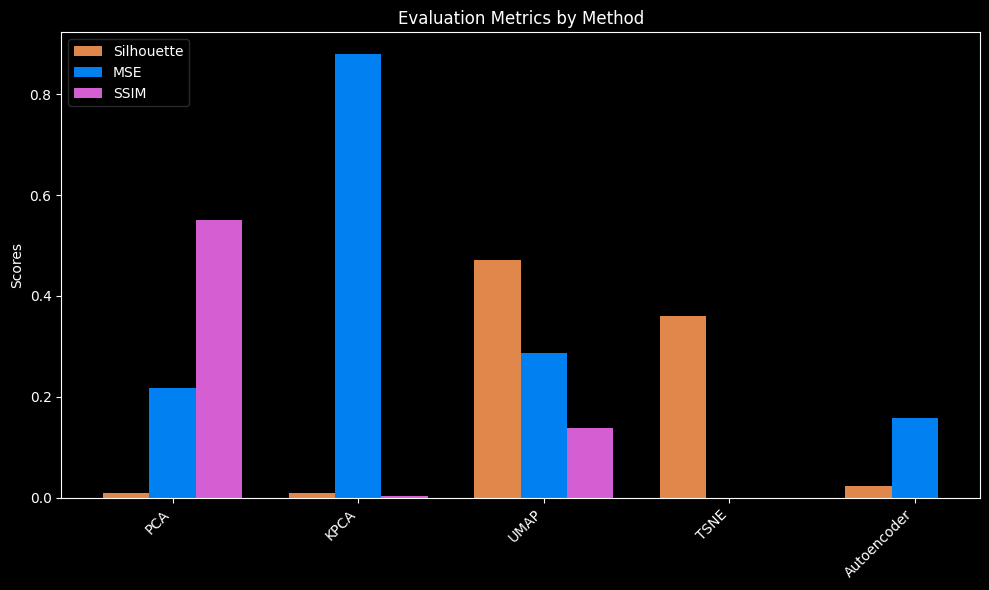 Evaluation Metrics by Method
Silhouette
MSE
SSIM
Scores
0.8
0.6
0.4
0.2
0.0
PCA
KPCA
UMAP
TSNE
Autoencoder